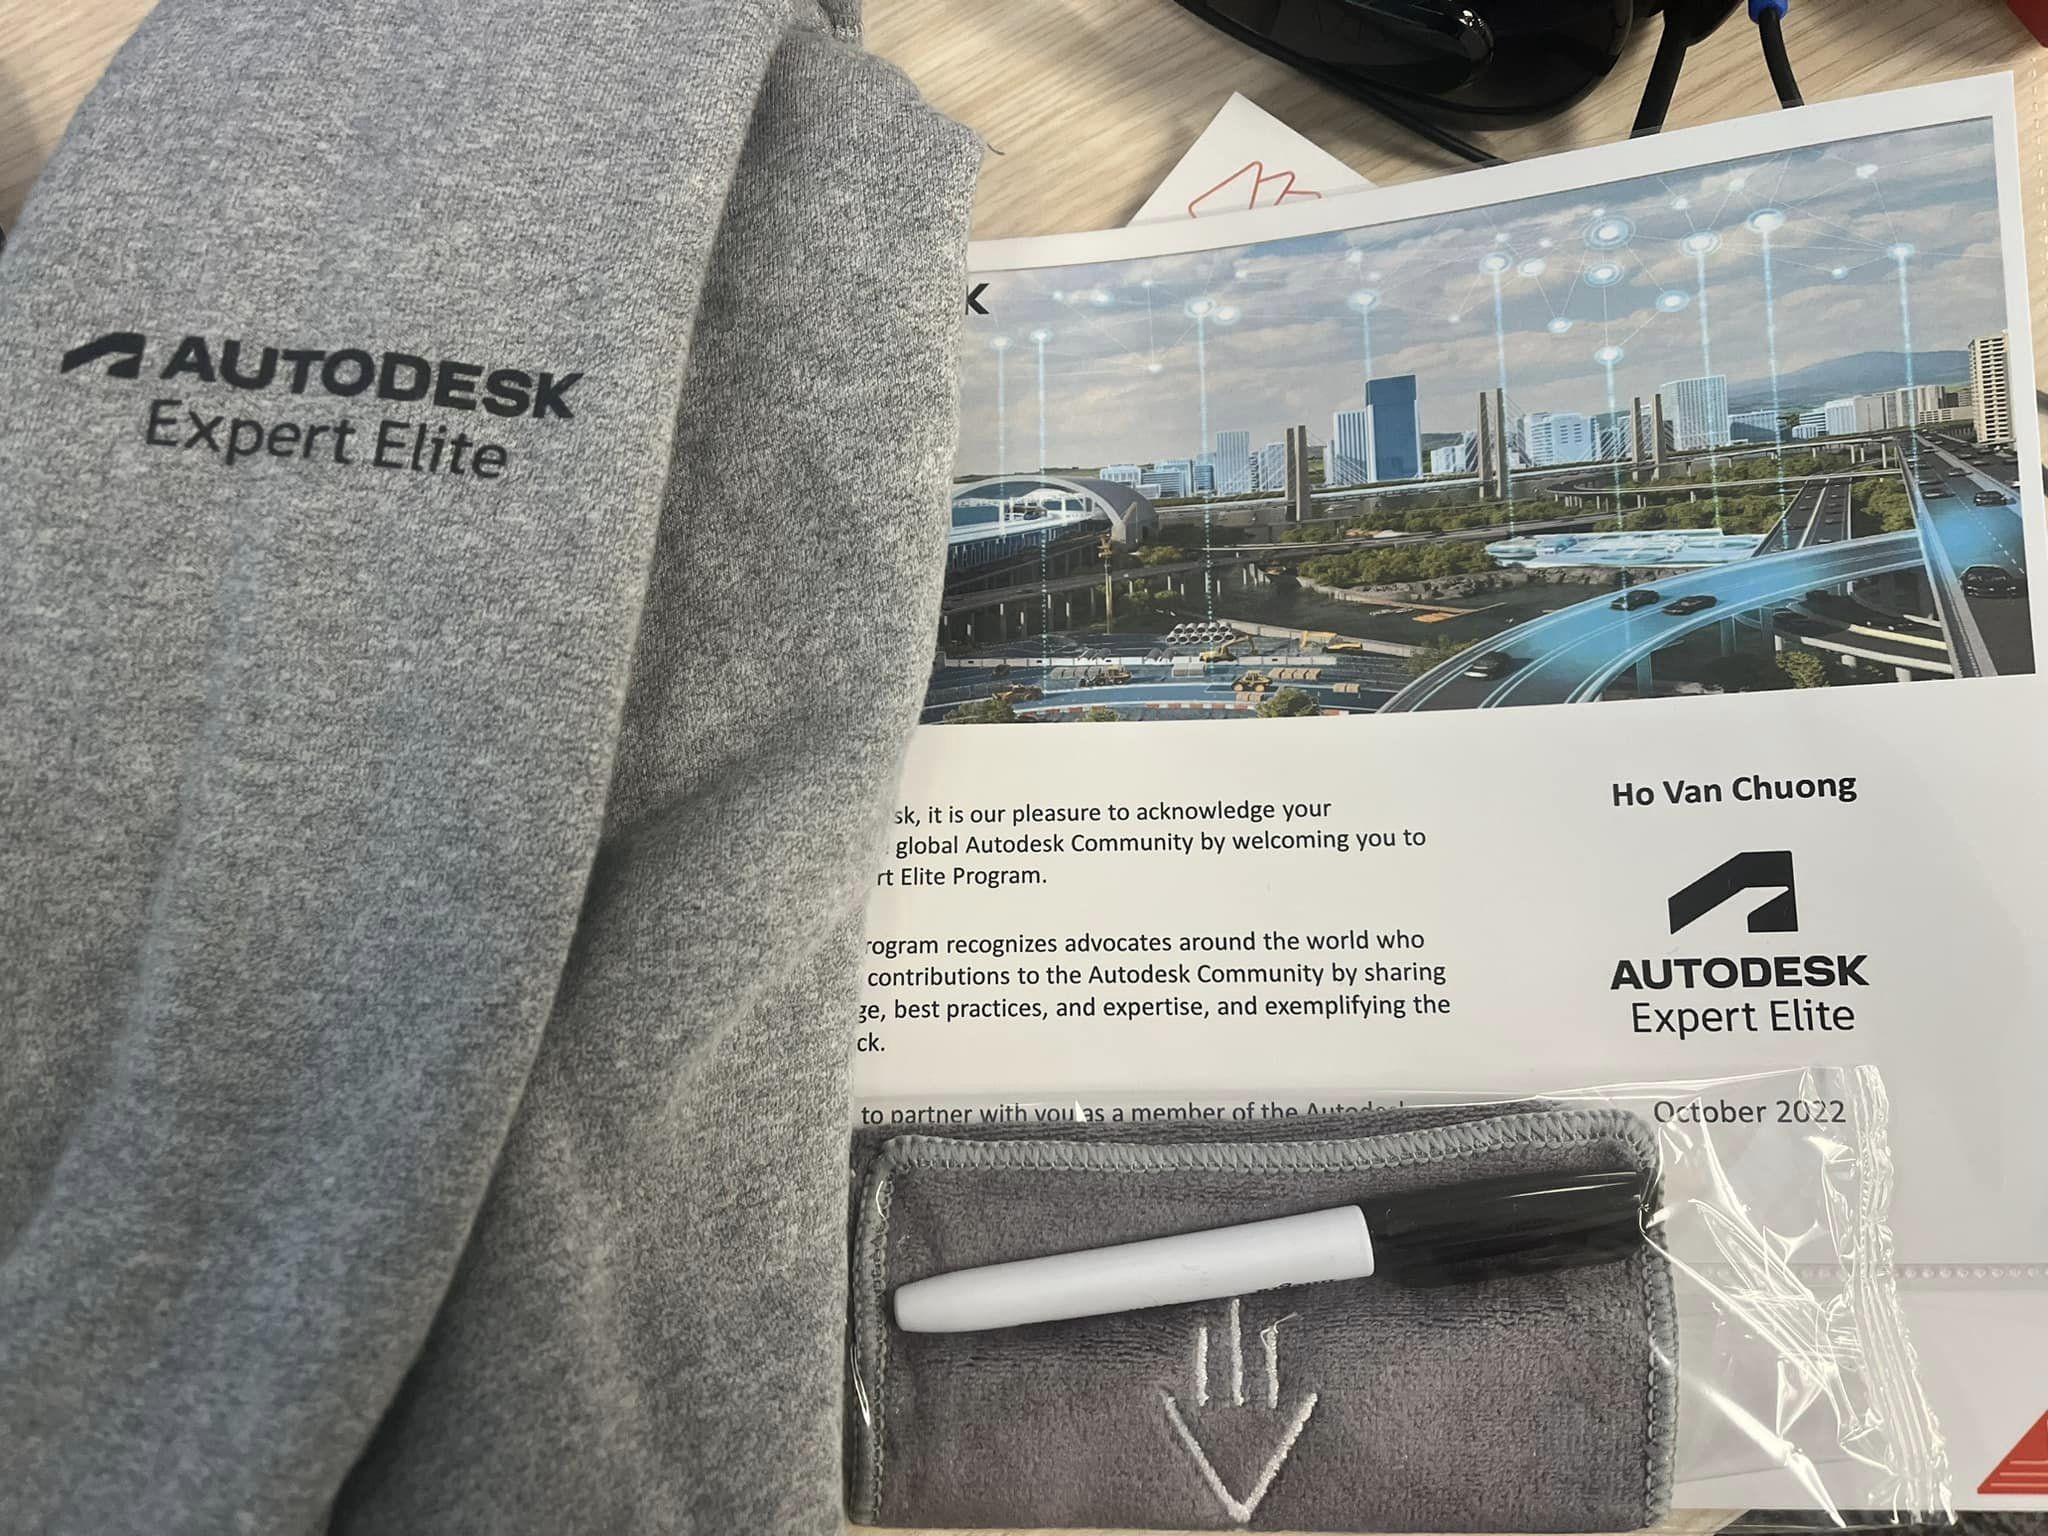 AUTODESK
Expert Elite
K
sk, it is our pleasure to acknowledge your
global Autodesk Community by welcoming you to
rt Elite Program.
rogram recognizes advocates around the world who
contributions to the Autodesk Community by sharing
ge, best practices, and expertise, and exemplifying the
ck.
to partner with you as a member of the Autodesk
Ho Van Chuong
AUTODESK
Expert Elite
October 2022